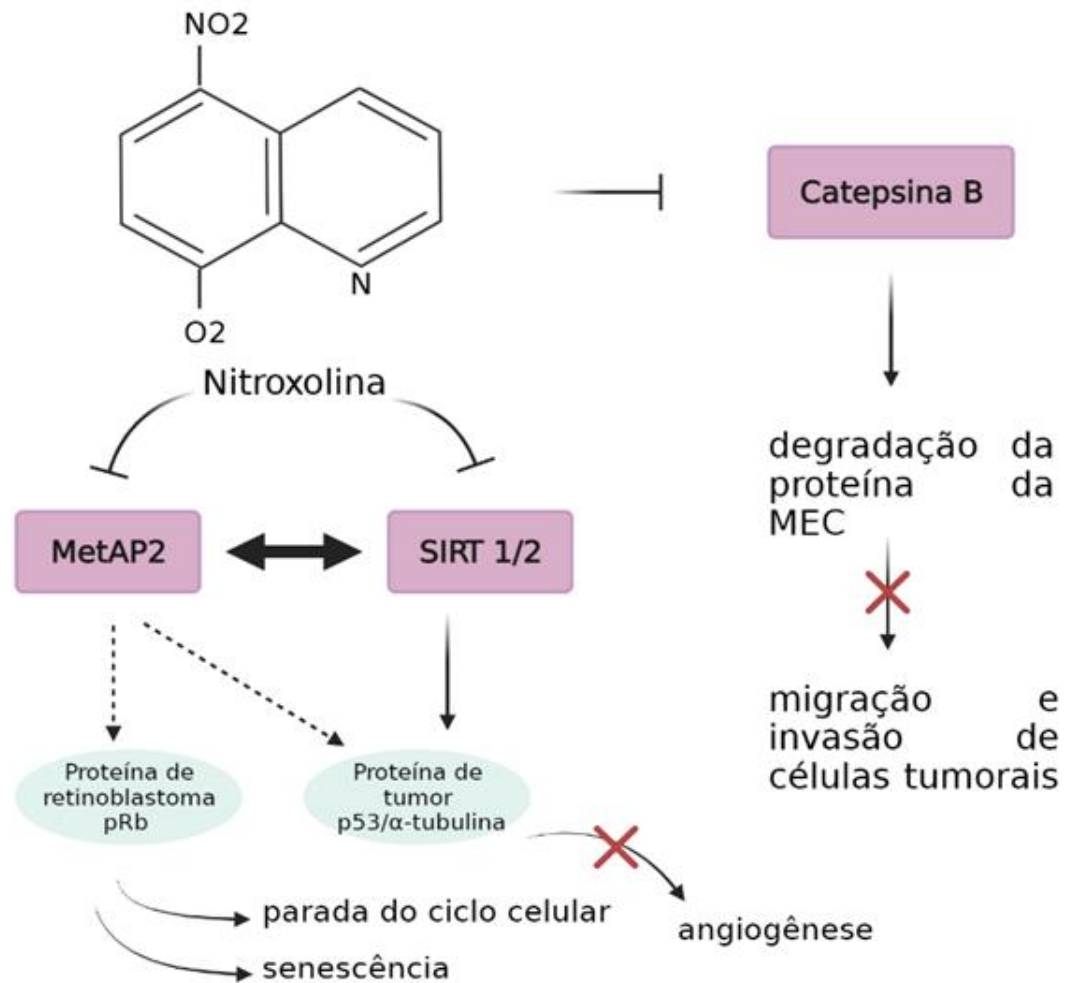 NO2
N
O2
Nitroxolina
Catepsina B
degradação da
proteína da
MEC
MetAP2
SIRT 1/2
migração e
invasão de
células tumorais
Proteína de
retinoblastoma
pRb
Proteína de
tumor
p53/α-tubulina
parada do ciclo celular
senescência
angiogênese